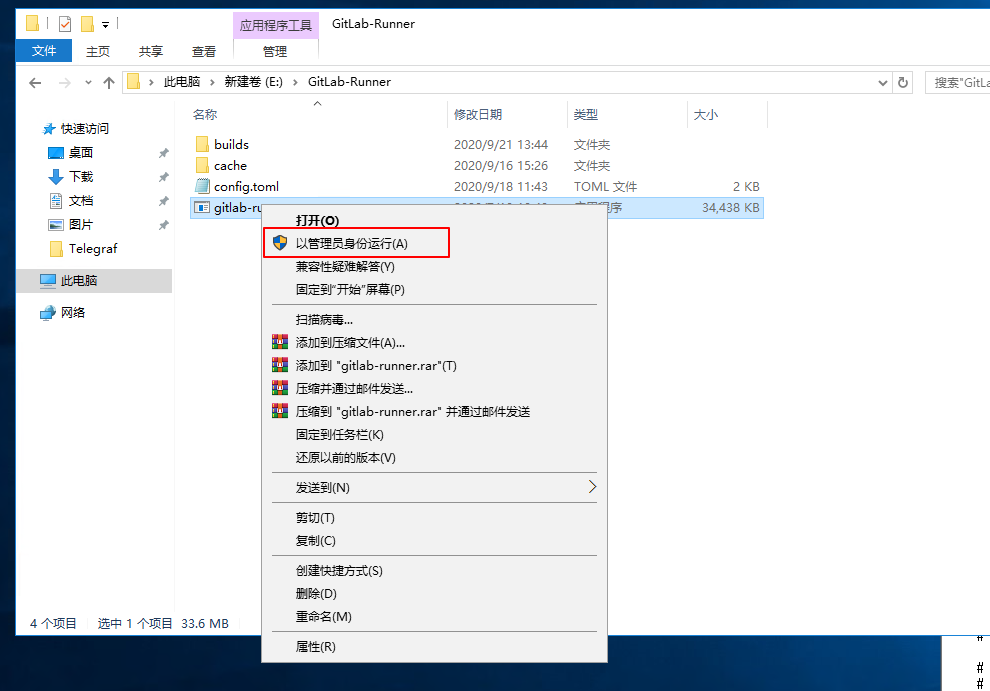 应用程序工具 GitLab-Runner
文件 主页 共享 查看 管理
此电脑 新建卷 (E:) GitLab-Runner 搜索"GitLa
名称 修改日期 类型 大小
快速访问
桌面
下载
文档
图片
Telegraf
此电脑
网络
builds 2020/9/21 13:44 文件夹
cache 2020/9/16 15:26 文件夹
config.toml 2020/9/18 11:43 TOML 文件 2 KB
gitlab-ru 34,438 KB
打开(O)
以管理员身份运行(A)
兼容性疑难解答(Y)
固定到"开始"屏幕(P)
扫描病毒...
添加到压缩文件(A)...
添加到 "gitlab-runner.rar"(T)
压缩并通过邮件发送...
压缩到 "gitlab-runner.rar" 并通过邮件发送
固定到任务栏(K)
还原以前的版本(V)
发送到(N)
剪切(T)
复制(C)
创建快捷方式(S)
删除(D)
重命名(M)
属性(R)
4 个项目 选中 1 个项目 33.6 MB
#
#
#